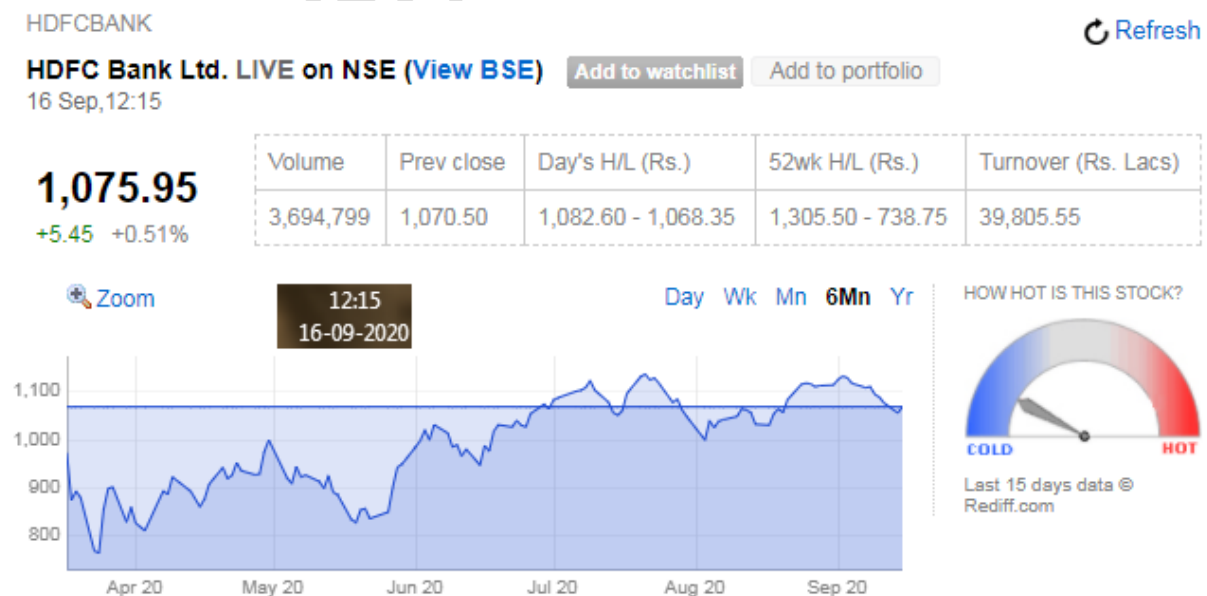 HDFCBANK
Refresh
HDFC Bank Ltd. LIVE on NSE (View BSE) Add to watchlist Add to portfolio
16 Sep,12:15
1,075.95
+5.45 +0.51%
Volume Prev close Day's H/L (Rs.) 52wk H/L (Rs.) Turnover (Rs. Lacs)
3,694,799 1,070.50 1,082.60 - 1,068.35 1,305.50 - 738.75 39,805.55
Zoom
12:15
16-09-2020
Day Wk Mn 6Mn Yr
1,100
1,000
900
800
Apr 20 May 20 Jun 20 Jul 20 Aug 20 Sep 20
HOW HOT IS THIS STOCK?
COLD HOT
Last 15 days data ©
Rediff.com